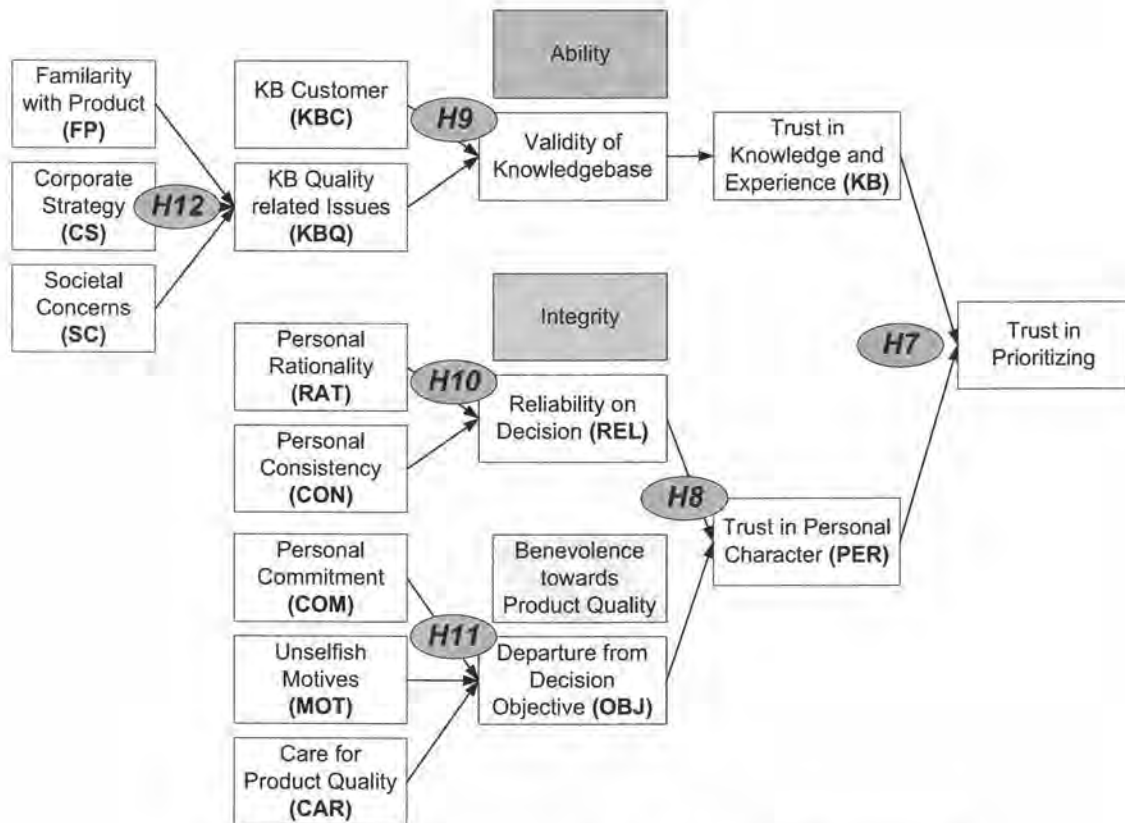 Ability
Familarity
with Product
(FP)
KB Customer
(KBC)
H9
Validity of
Knowledgebase
Trust in
Knowledge and
Experience (KB)
Corporate
Strategy
(CS)
H12
KB Quality
related Issues
(KBQ)
Societal
Concerns
(SC)
Integrity
Personal
Rationality
(RAT)
H10
Reliability on
Decision (REL)
H7
Trust in
Prioritizing
Personal
Consistency
(CON)
H8
Trust in Personal
Character (PER)
Personal
Commitment
(COM)
Benevolence
towards
Product Quality
H11
Unselfish
Motives
(MOT)
Departure from
Decision
Objective (OBJ)
Care for
Product Quality
(CAR)